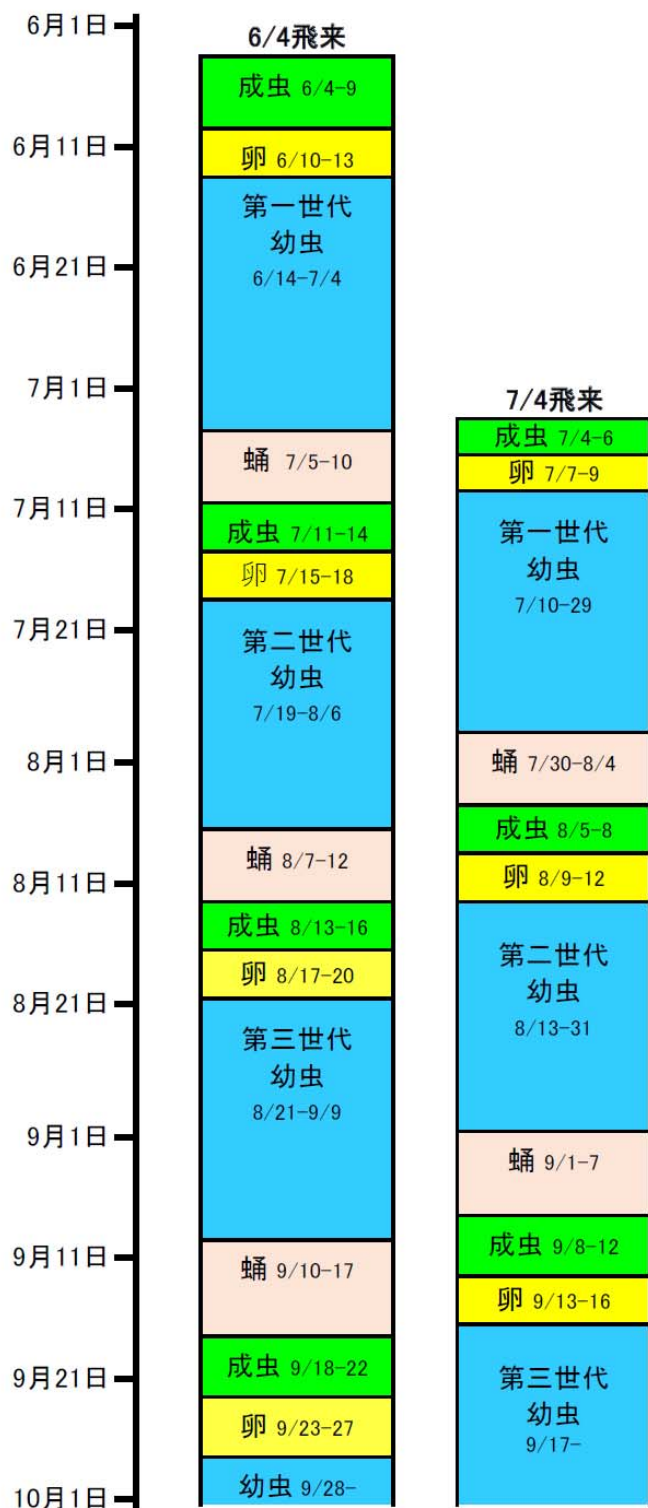 6月1日
6月11日
6月21日
7月1日
7月11日
7月21日
8月1日
8月11日
8月21日
9月1日
9月11日
9月21日
10月1日
6/4飛来
成虫 6/4-9
卵 6/10-13
第一世代
幼虫
6/14-7/4
蛹 7/5-10
成虫 7/11-14
卵 7/15-18
第二世代
幼虫
7/19-8/6
蛹 8/7-12
成虫 8/13-16
卵 8/17-20
第三世代
幼虫
8/21-9/9
蛹 9/10-17
成虫 9/18-22
卵 9/23-27
幼虫 9/28-
7/4飛来
成虫 7/4-6
卵 7/7-9
第一世代
幼虫
7/10-29
蛹 7/30-8/4
成虫 8/5-8
卵 8/9-12
第二世代
幼虫
8/13-31
蛹 9/1-7
成虫 9/8-12
卵 9/13-16
第三世代
幼虫
9/17-